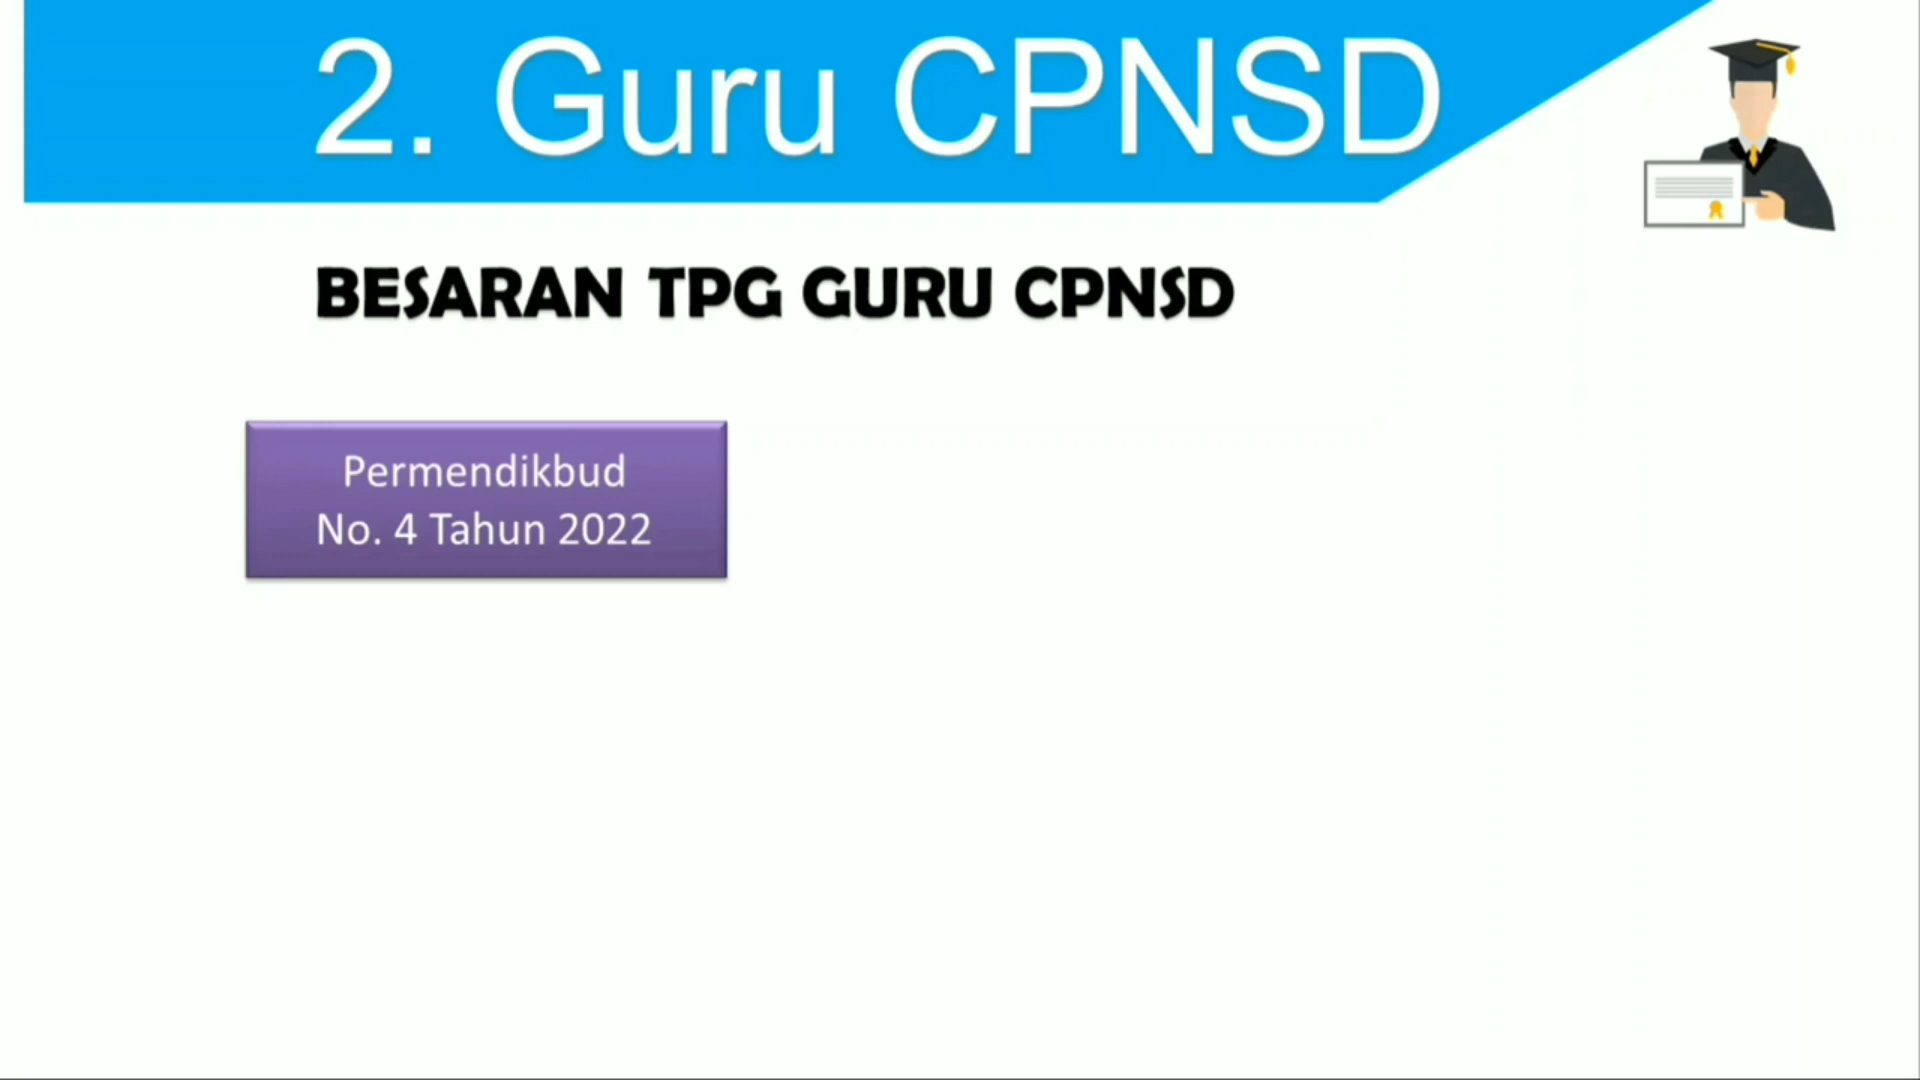 2. Guru CPNSD
BESARAN TPG GURU CPNSD
Permendikbud
No. 4 Tahun 2022